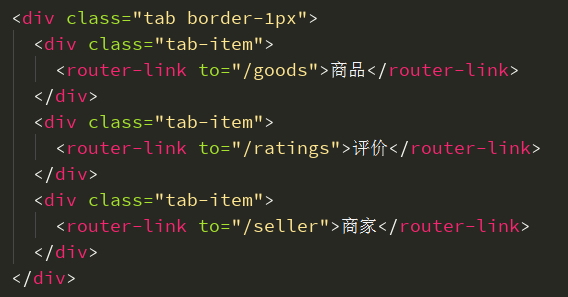 <div class="tab border-1px">
  <div class="tab-item">
    <router-link to="/goods">商品</router-link>
  </div>
  <div class="tab-item">
    <router-link to="/ratings">评价</router-link>
  </div>
  <div class="tab-item">
    <router-link to="/seller">商家</router-link>
  </div>
</div>